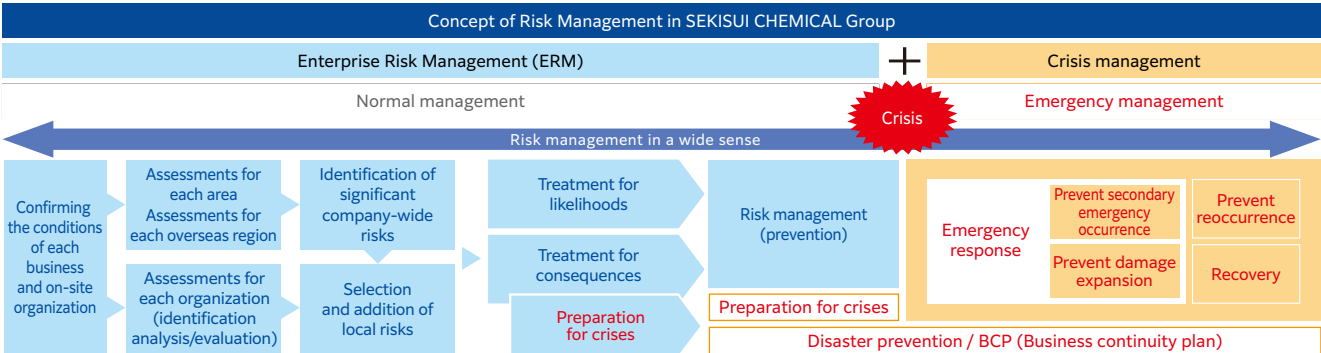 Concept of Risk Management in SEKISUI CHEMICAL Group
Enterprise Risk Management (ERM)
Crisis management
Normal management
Crisis
Emergency management
Risk management in a wide sense
Confirming
the conditions
of each
business
and on-site
organization
Assessments for
each area
Assessments for
each overseas region
Assessments for
each organization
(identification
analysis/evaluation)
Identification of
significant
company-wide
risks
Selection
and addition of
local risks
Treatment for
likelihoods
Treatment for
consequences
Preparation
for crises
Risk management
(prevention)
Preparation for crises
Emergency
response
Prevent secondary
emergency
occurrence
Prevent damage
expansion
Prevent
reoccurrence
Recovery
Disaster prevention / BCP (Business continuity plan)